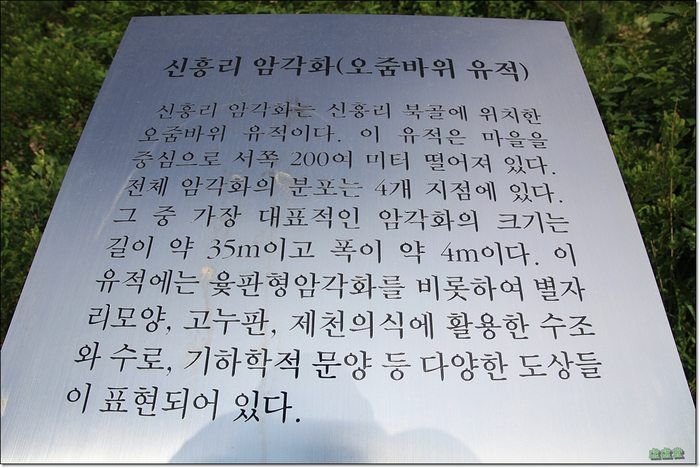 신흥리 암각화(오줌바위 유적)
신흥리 암각화는 신흥리 북골에 위치한
오줌바위 유적이다. 이 유적은 마을을
중심으로 서쪽 200여 미터 떨어져 있다.
전체 암각화의 분포는 4개 지점에 있다.
그 중 가장 대표적인 암각화의 크기는
길이 약 35m이고 폭이 약 4m이다. 이
유적에는 윷판형암각화를 비롯하여 별자
리모양, 고누판, 제천의식에 활용한 수조
와 수로, 기하학적 문양 등 다양한 도상들
이 표현되어 있다.